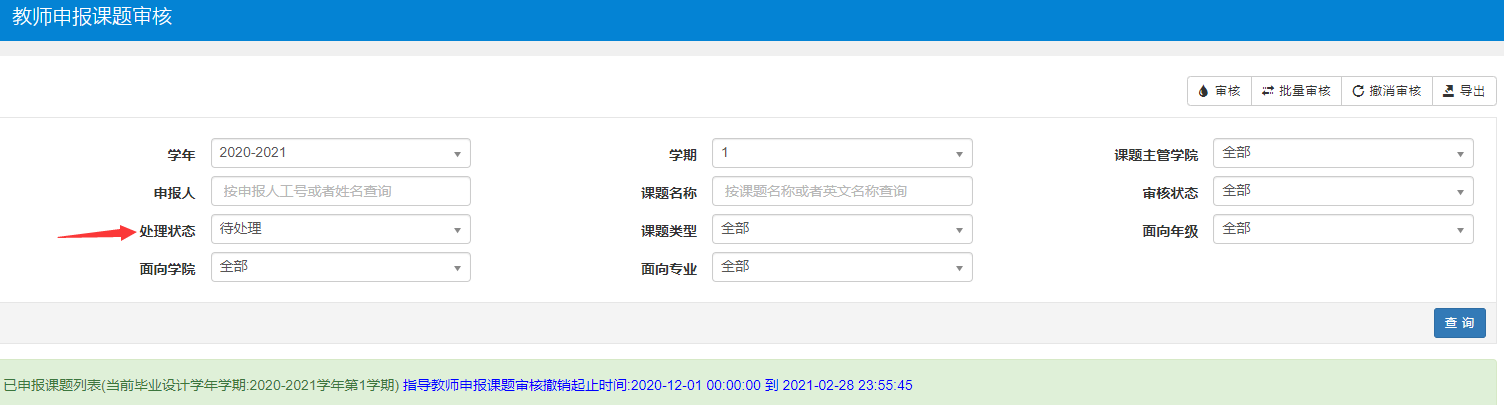 教师申报课题审核
审核 批量审核 撤消审核 导出
学年 2020-2021 学期 1 课题主管学院 全部
申报人 按申报人工号或者姓名查询 课题名称 按课题名称或者英文名称查询 审核状态 全部
处理状态 待处理 课题类型 全部 面向年级 全部
面向学院 全部 面向专业 全部
查 询
已申报课题列表(当前毕业设计学年学期:2020-2021学年第1学期) 指导教师申报课题审核撤销起止时间:2020-12-01 00:00:00 到 2021-02-28 23:55:45